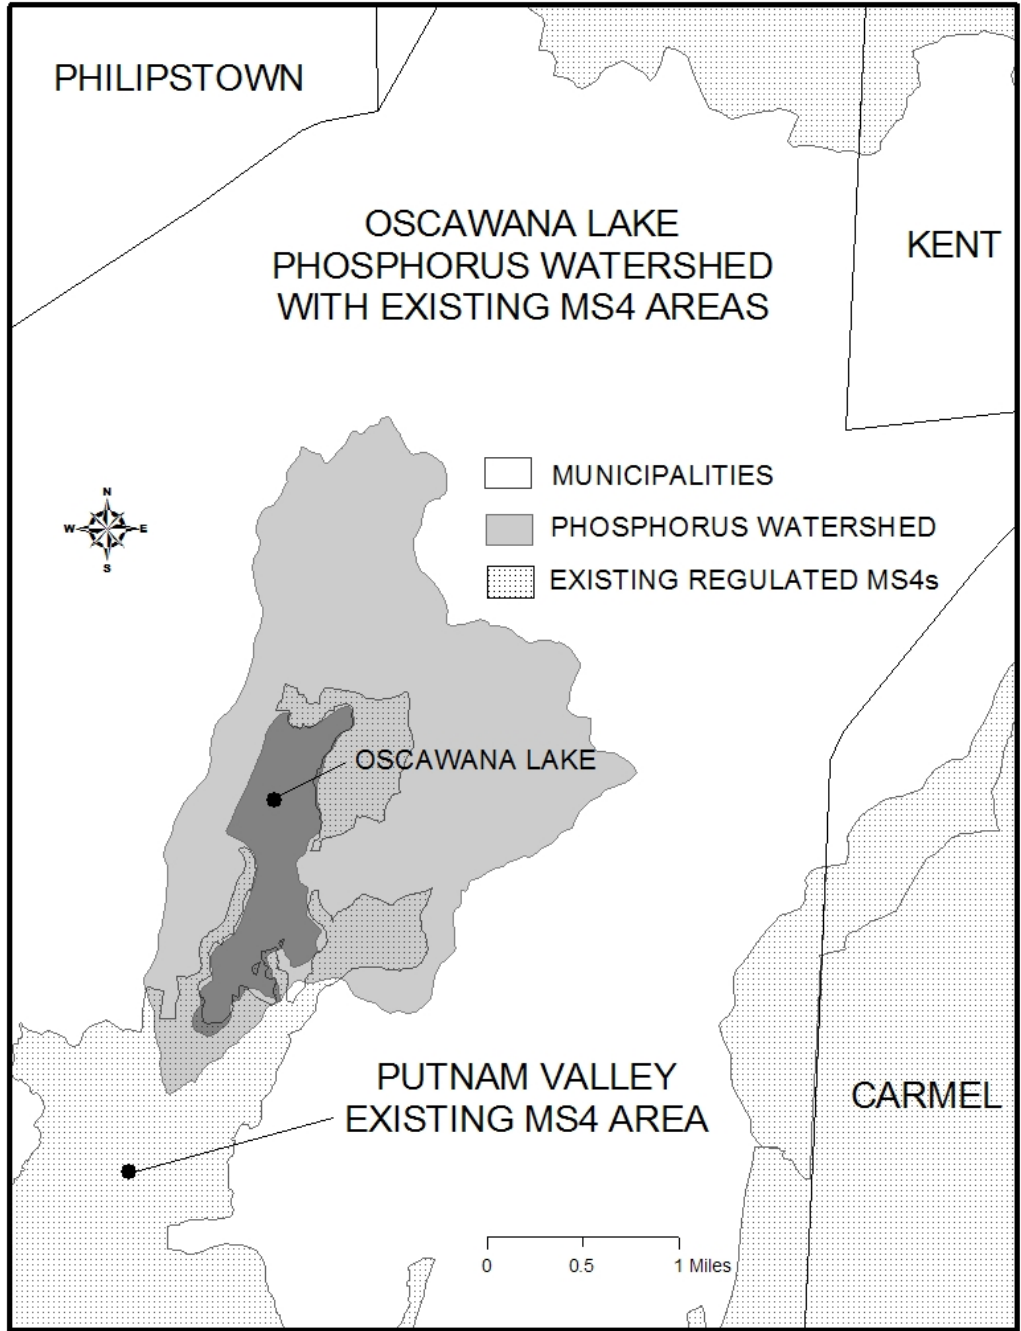 PHILIPSTOWN
OSCAWANA LAKE
PHOSPHORUS WATERSHED
WITH EXISTING MS4 AREAS
KENT
MUNICIPALITIES
PHOSPHORUS WATERSHED
EXISTING REGULATED MS4s
N
W E
S
OSCAWANA LAKE
PUTNAM VALLEY
EXISTING MS4 AREA
CARMEL
0 0.5 1 Miles